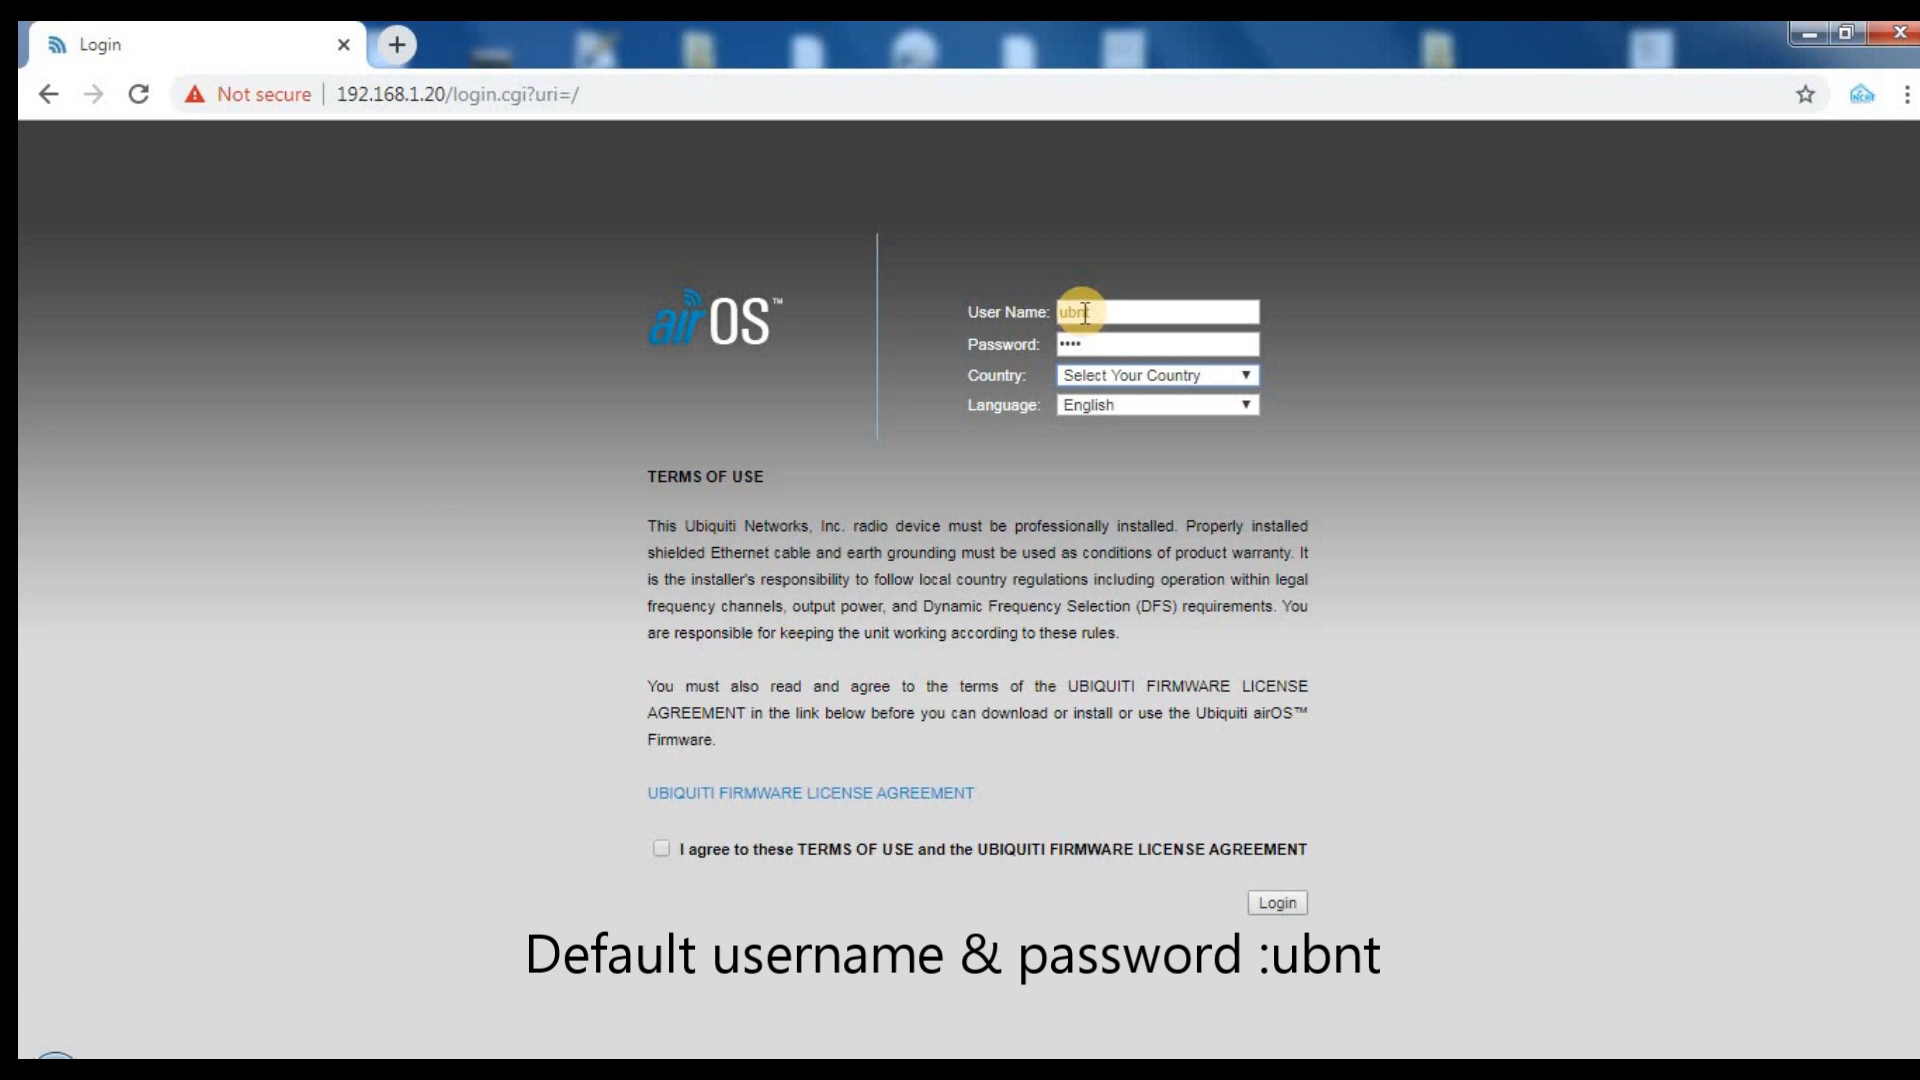 Login
Not secure
192.168.1.20/login.cgi?uri=/
airOS™
User Name: ubnt
Password: ••••
Country: Select Your Country
Language: English
TERMS OF USE
This Ubiquiti Networks, Inc. radio device must be professionally installed. Properly installed
shielded Ethernet cable and earth grounding must be used as conditions of product warranty. It
is the installer's responsibility to follow local country regulations including operation within legal
frequency channels, output power, and Dynamic Frequency Selection (DFS) requirements. You
are responsible for keeping the unit working according to these rules.
You must also read and agree to the terms of the UBIQUITI FIRMWARE LICENSE
AGREEMENT in the link below before you can download or install or use the Ubiquiti airOS™
Firmware.
UBIQUITI FIRMWARE LICENSE AGREEMENT
I agree to these TERMS OF USE and the UBIQUITI FIRMWARE LICENSE AGREEMENT
Login
Default username & password :ubnt